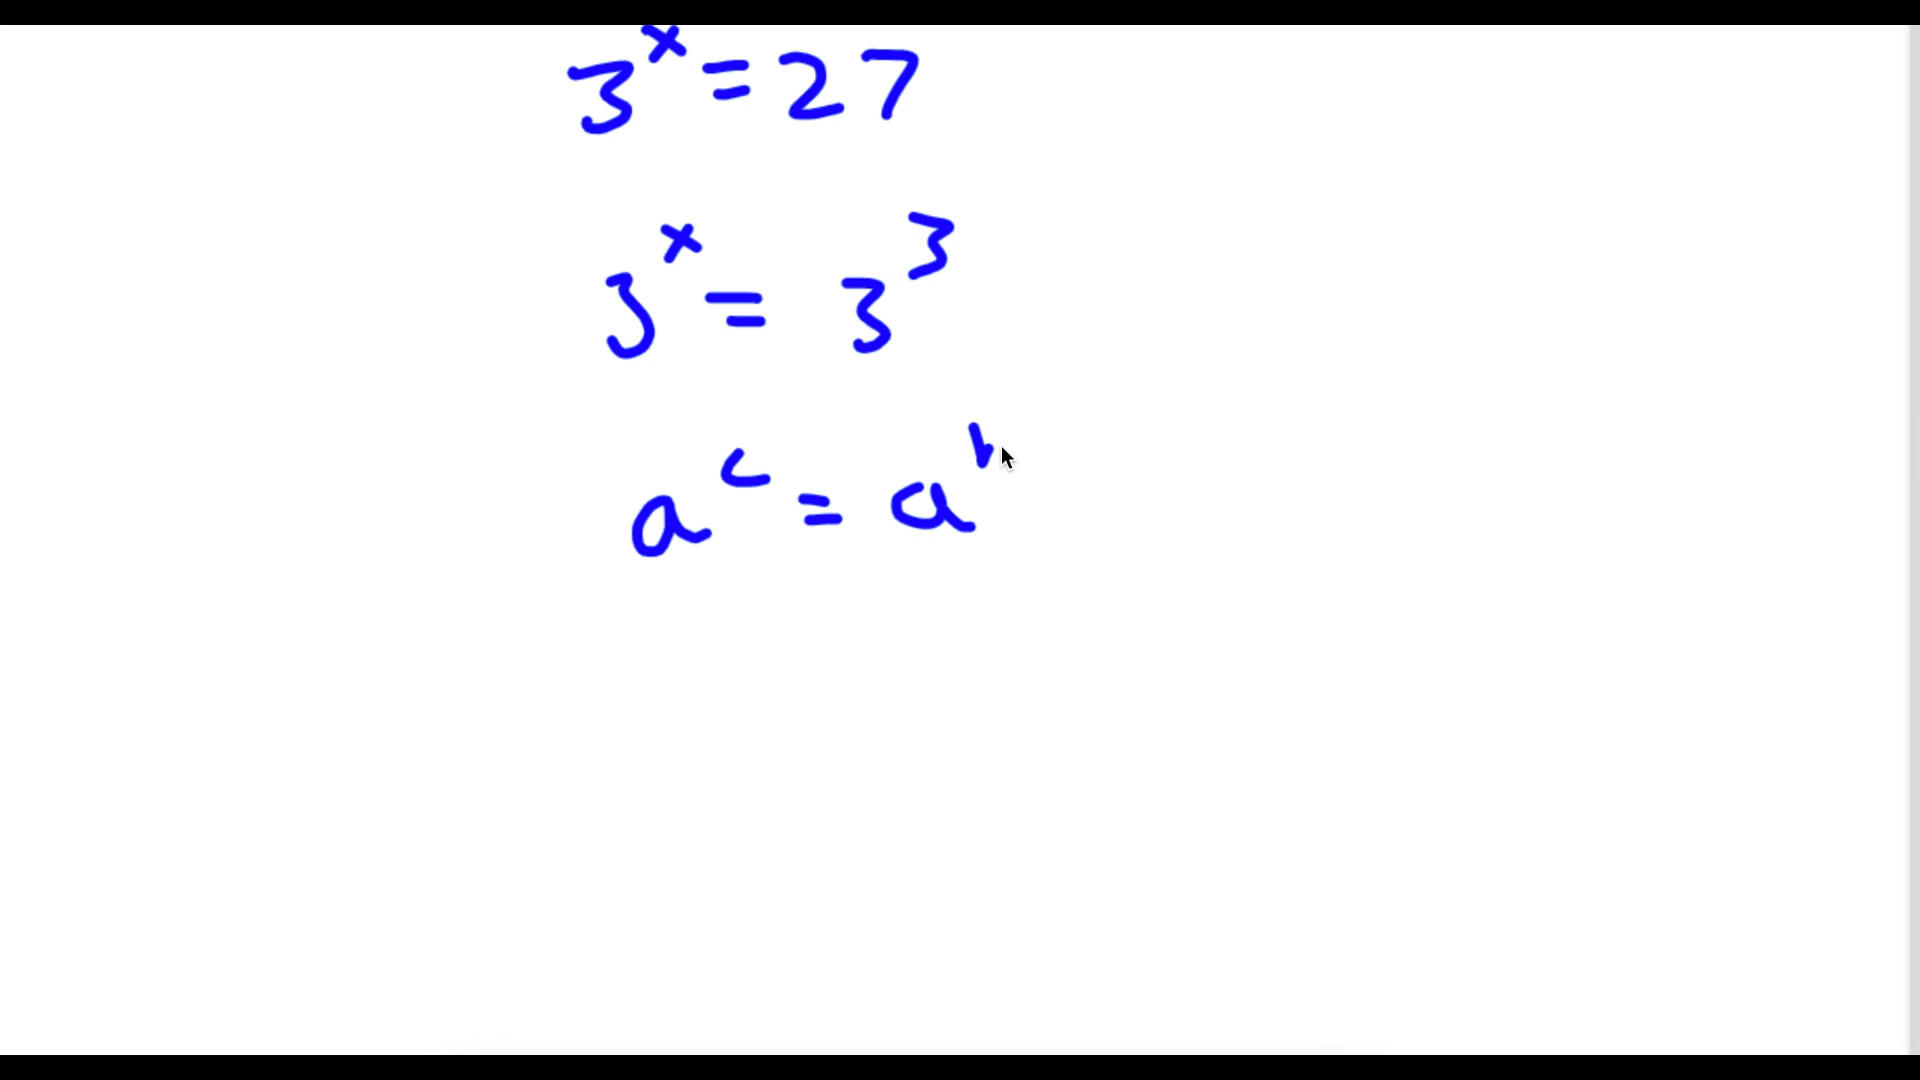 3^x = 27
3^x = 3^3
a^c = a^